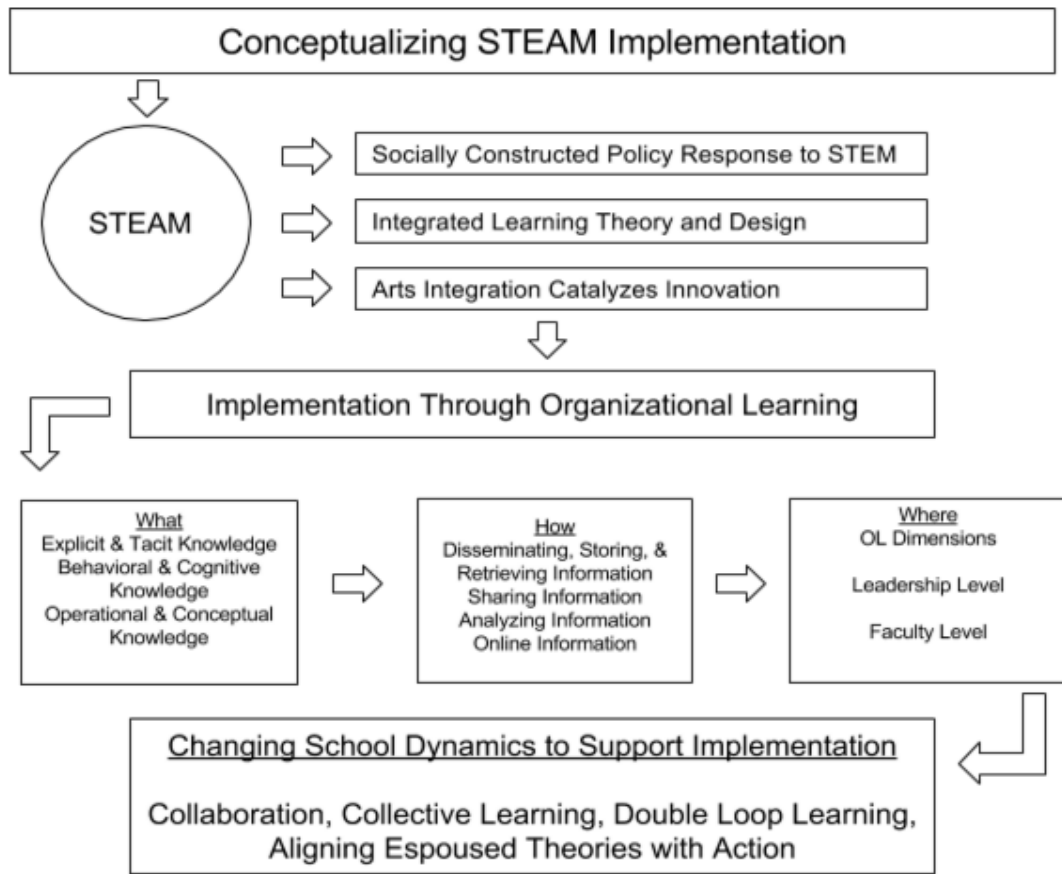 Conceptualizing STEAM Implementation
STEAM
Socially Constructed Policy Response to STEM
Integrated Learning Theory and Design
Arts Integration Catalyzes Innovation
Implementation Through Organizational Learning
What
Explicit & Tacit Knowledge
Behavioral & Cognitive
Knowledge
Operational & Conceptual
Knowledge
How
Disseminating, Storing, &
Retrieving Information
Sharing Information
Analyzing Information
Online Information
Where
OL Dimensions
Leadership Level
Faculty Level
Changing School Dynamics to Support Implementation
Collaboration, Collective Learning, Double Loop Learning,
Aligning Espoused Theories with Action